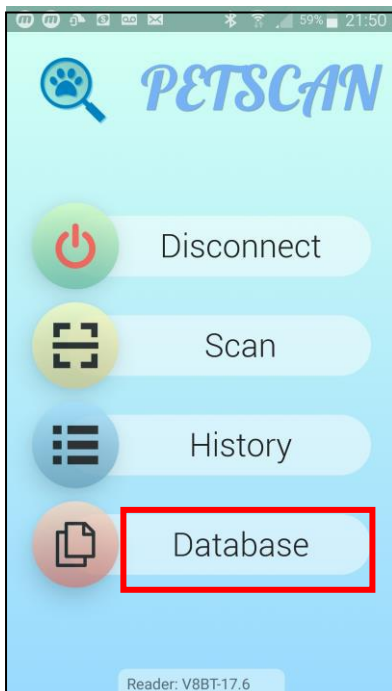 59% 21:50
PETSCAN
Disconnect
Scan
History
Database
Reader: V8BT-17.6